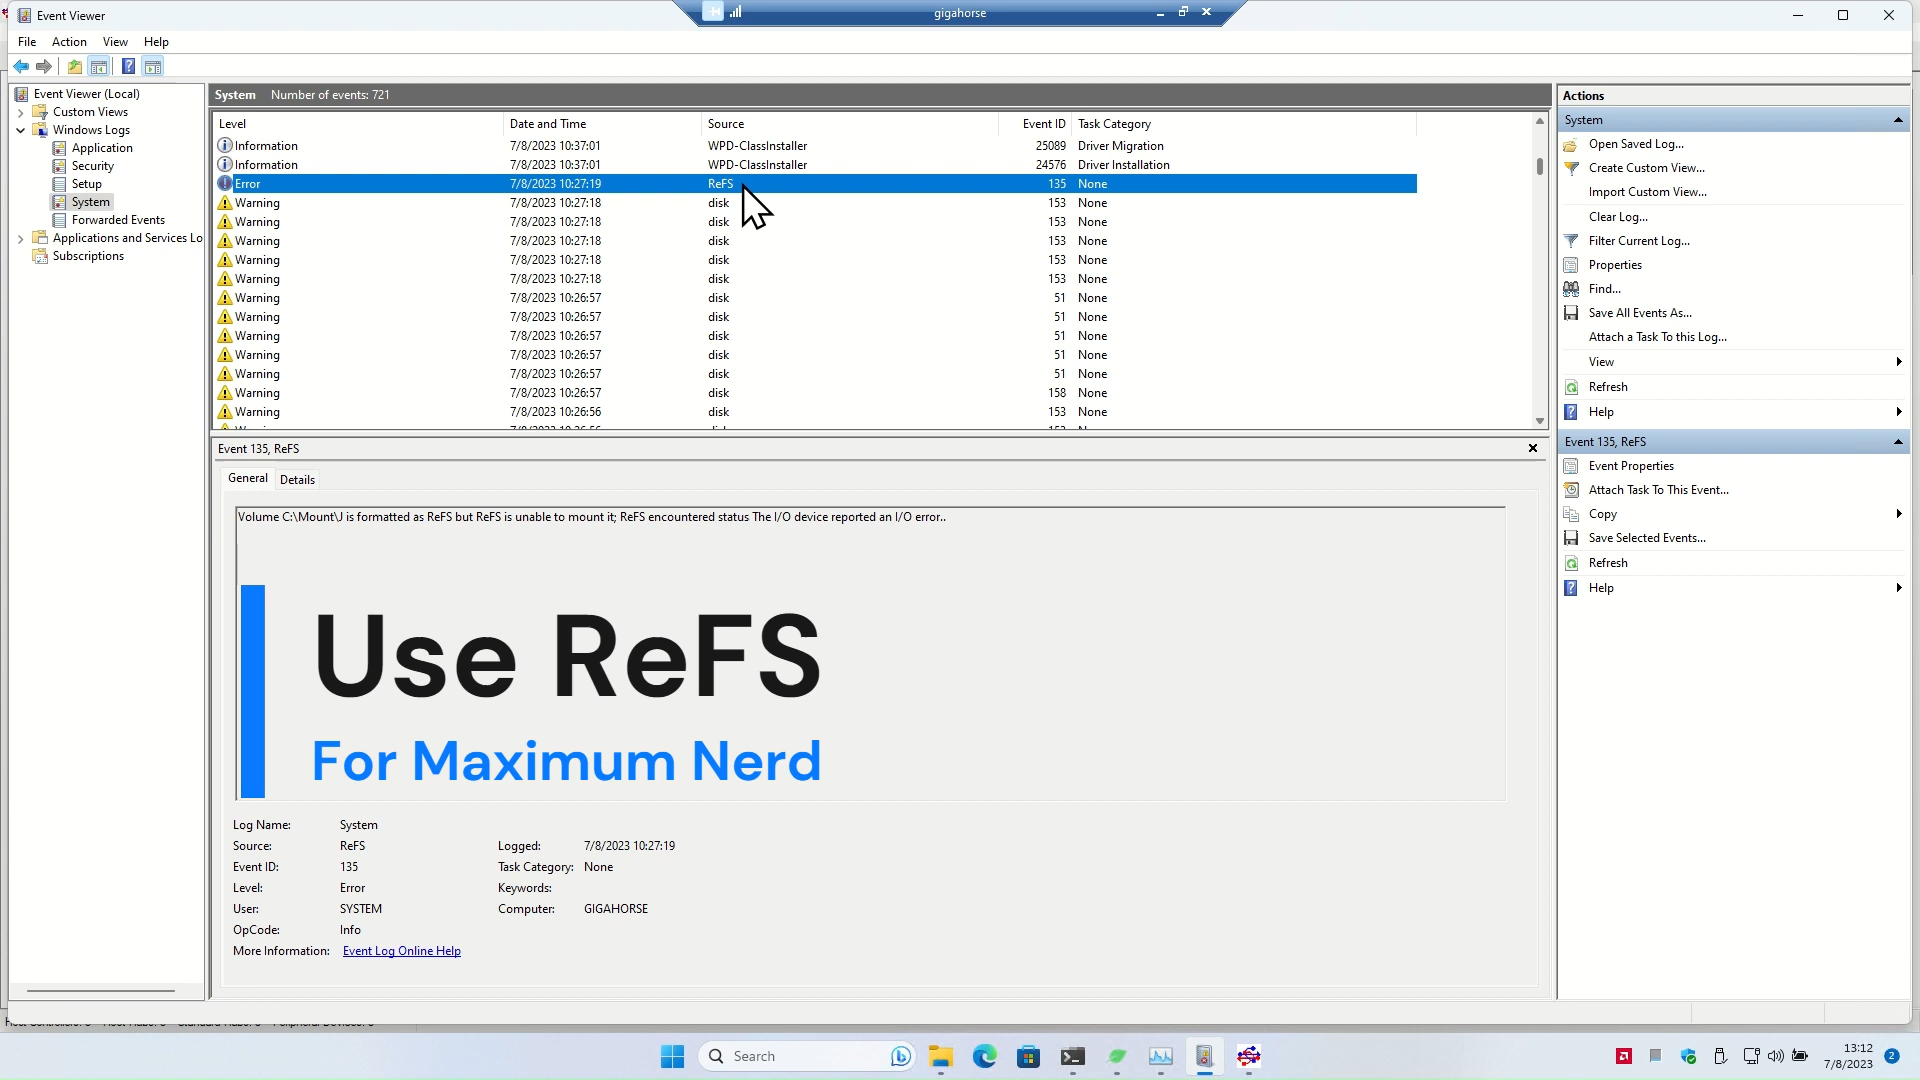 Event Viewer
gigahorse
File Action View Help
Event Viewer (Local)
Custom Views
Windows Logs
Application
Security
Setup
System
Forwarded Events
Applications and Services Lo
Subscriptions
System Number of events: 721
Level Date and Time Source Event ID Task Category
Information 7/8/2023 10:37:01 WPD-ClassInstaller 25089 Driver Migration
Information 7/8/2023 10:37:01 WPD-ClassInstaller 24576 Driver Installation
Error 7/8/2023 10:27:19 ReFS 135 None
Warning 7/8/2023 10:27:18 disk 153 None
Warning 7/8/2023 10:27:18 disk 153 None
Warning 7/8/2023 10:27:18 disk 153 None
Warning 7/8/2023 10:27:18 disk 153 None
Warning 7/8/2023 10:27:18 disk 153 None
Warning 7/8/2023 10:26:57 disk 51 None
Warning 7/8/2023 10:26:57 disk 51 None
Warning 7/8/2023 10:26:57 disk 51 None
Warning 7/8/2023 10:26:57 disk 51 None
Warning 7/8/2023 10:26:57 disk 51 None
Warning 7/8/2023 10:26:57 disk 158 None
Warning 7/8/2023 10:26:56 disk 153 None
Event 135, ReFS
General Details
Volume C:\Mount\J is formatted as ReFS but ReFS is unable to mount it; ReFS encountered status The I/O device reported an I/O error..
Use ReFS
For Maximum Nerd
Log Name: System
Source: ReFS Logged: 7/8/2023 10:27:19
Event ID: 135 Task Category: None
Level: Error Keywords:
User: SYSTEM Computer: GIGAHORSE
OpCode: Info
More Information: Event Log Online Help
Actions
System
Open Saved Log...
Create Custom View...
Import Custom View...
Clear Log...
Filter Current Log...
Properties
Find...
Save All Events As...
Attach a Task To this Log...
View
Refresh
Help
Event 135, ReFS
Event Properties
Attach Task To This Event...
Copy
Save Selected Events...
Refresh
Help
Search
13:12
7/8/2023
2